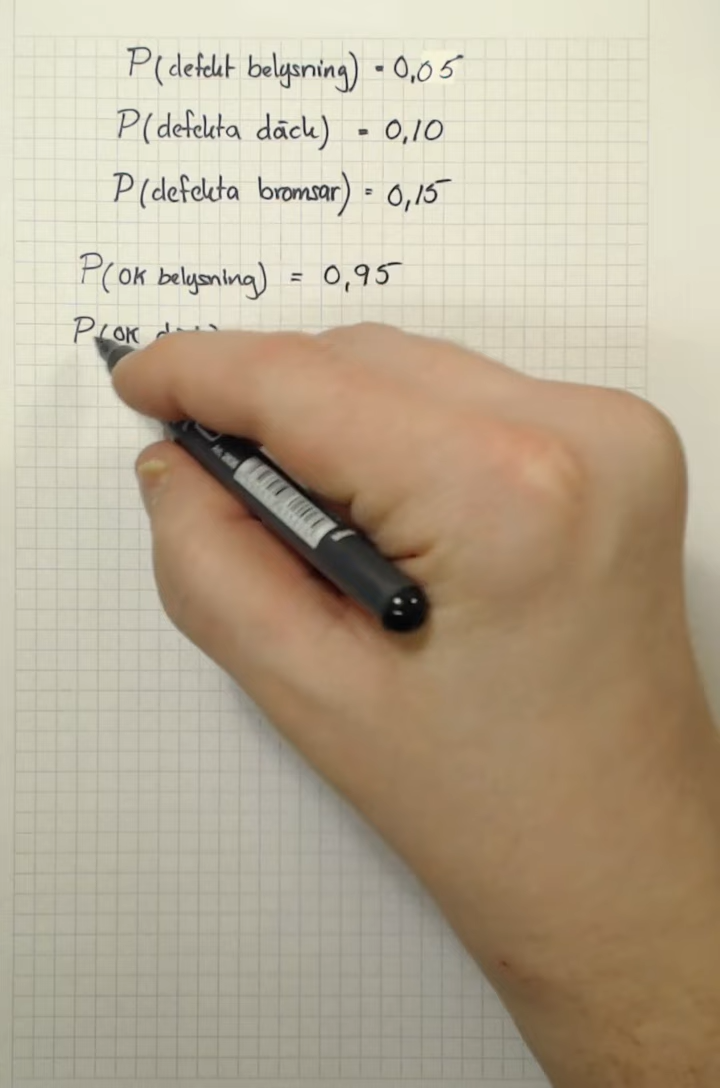 P(defekt belysning) = 0,05
P(defekta däck) = 0,10
P(defekta bromsar) = 0,15
P(ok belysning) = 0,95
P(ok